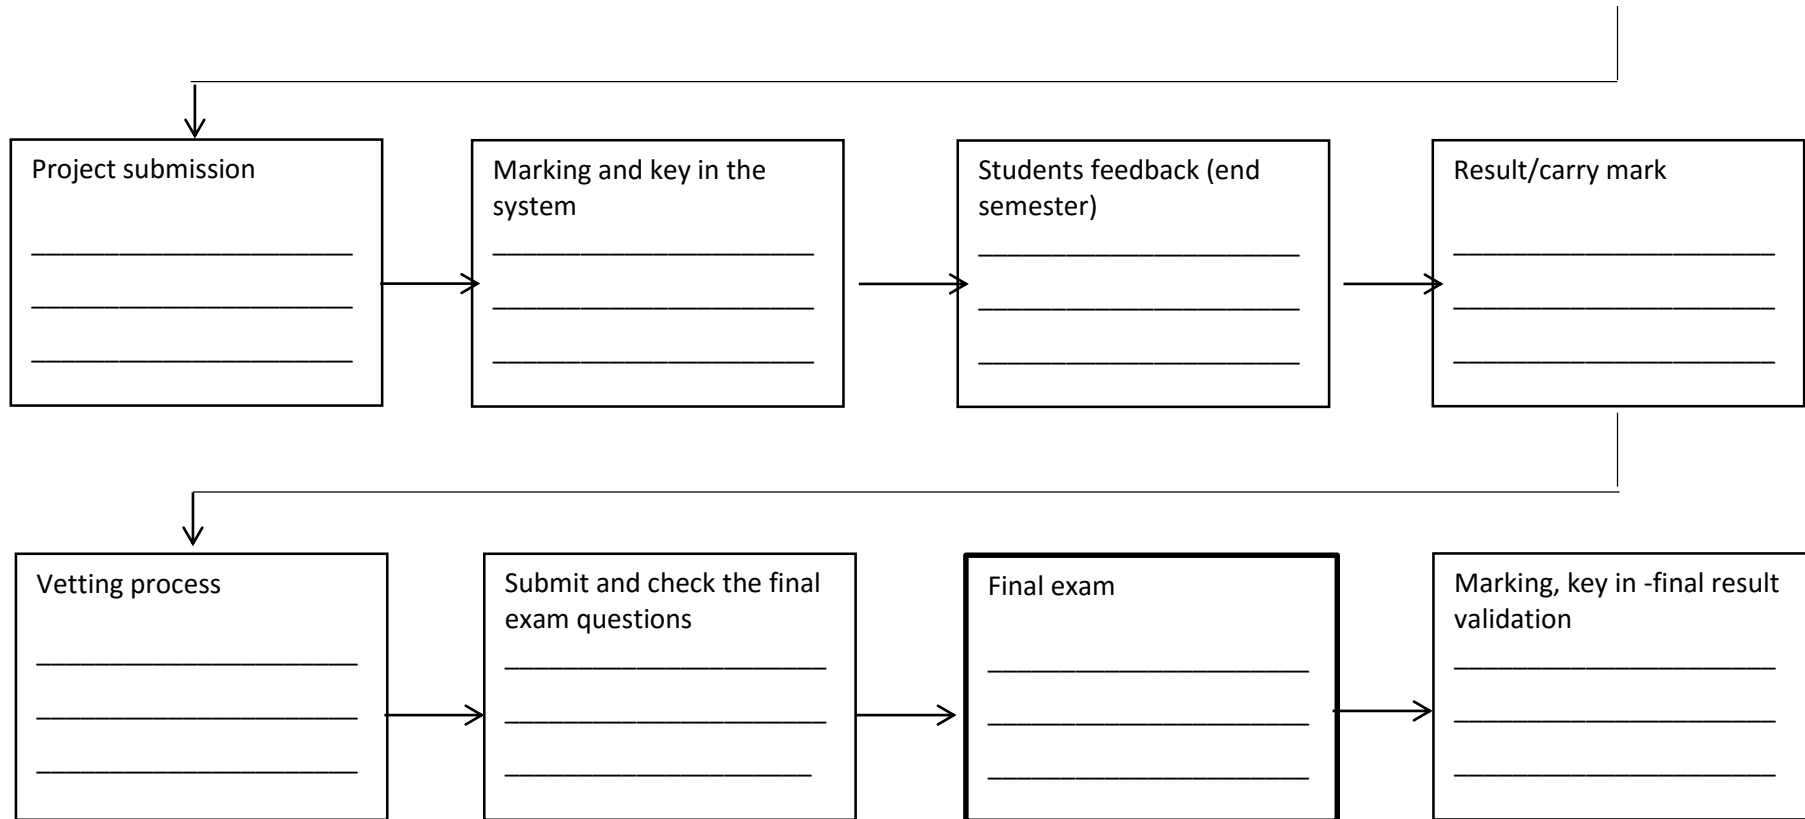 Project submission
Marking and key in the
system
Students feedback (end
semester)
Result/carry mark
Vetting process
Submit and check the final
exam questions
Final exam
Marking, key in -final result
validation